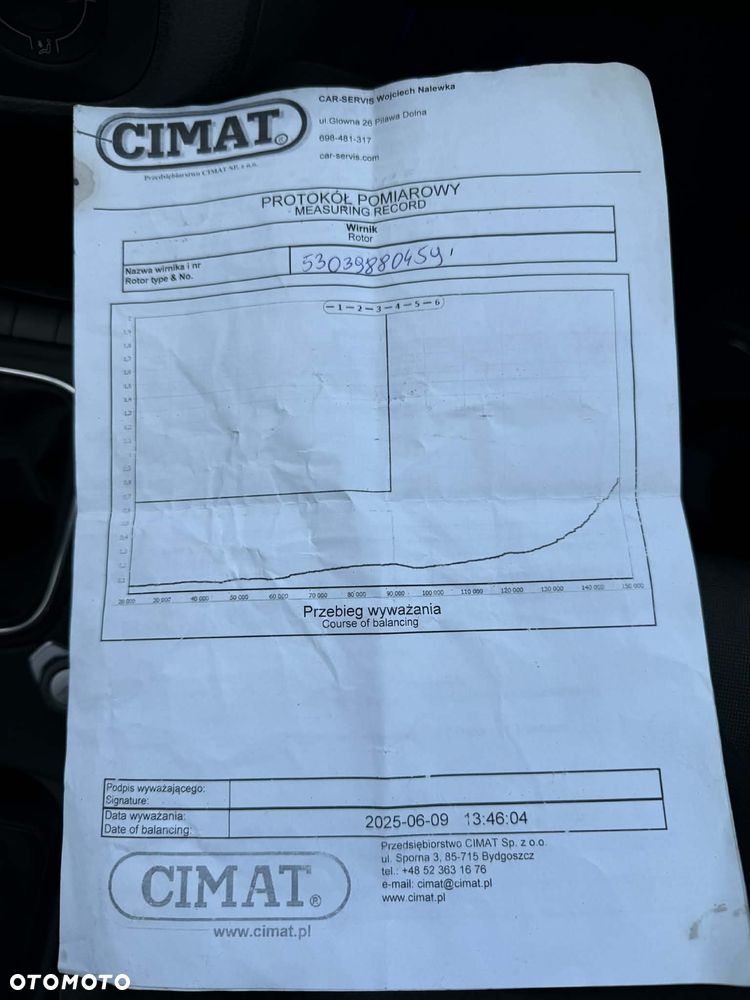 CIMAT®
Przedsiębiorstwo CIMAT SP. z o.o.
CAR-SERVIS Wojciech Nalewka
ul.Glowna 26 Pilawa Dolna
698-481-317
car-servis.com
PROTOKÓŁ POMIAROWY
MEASURING RECORD
Wirnik
Rotor
Nazwa wirnika i nr
Rotor type & No.
53039880459
1 2 3 4 5 6
20 000 30 000 40 000 50 000 60 000 70 000 80 000 90 000 100 000 110 000 120 000 130 000 140 000 150 000
Przebieg wyważania
Course of balancing
Podpis wyważającego:
Signature:
Data wyważania:
Date of balancing:
2025-06-09 13:46:04
CIMAT®
www.cimat.pl
Przedsiębiorstwo CIMAT Sp. z o.o.
ul. Sporna 3, 85-715 Bydgoszcz
tel.: +48 52 363 16 76
e-mail: cimat@cimat.pl
www.cimat.pl
OTOMOTO